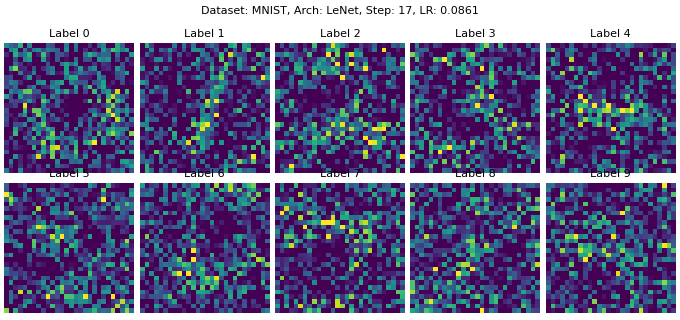 Dataset: MNIST, Arch: LeNet, Step: 17, LR: 0.0861
Label 0 Label 1 Label 2 Label 3 Label 4
Label 5 Label 6 Label 7 Label 8 Label 9